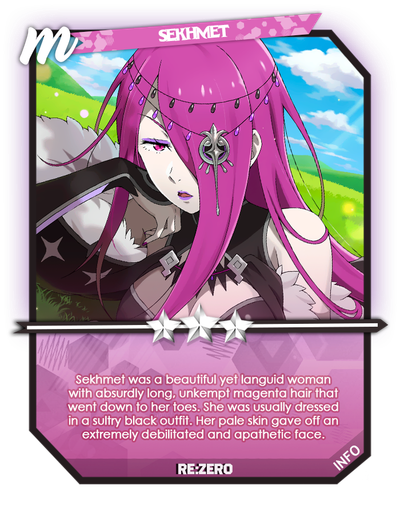 m
SEKHMET
Sekhmet was a beautiful yet languid woman
with absurdly long, unkempt magenta hair that
went down to her toes. She was usually dressed
in a sultry black outfit. Her pale skin gave off an
extremely debilitated and apathetic face.
RE:ZERO
INFO